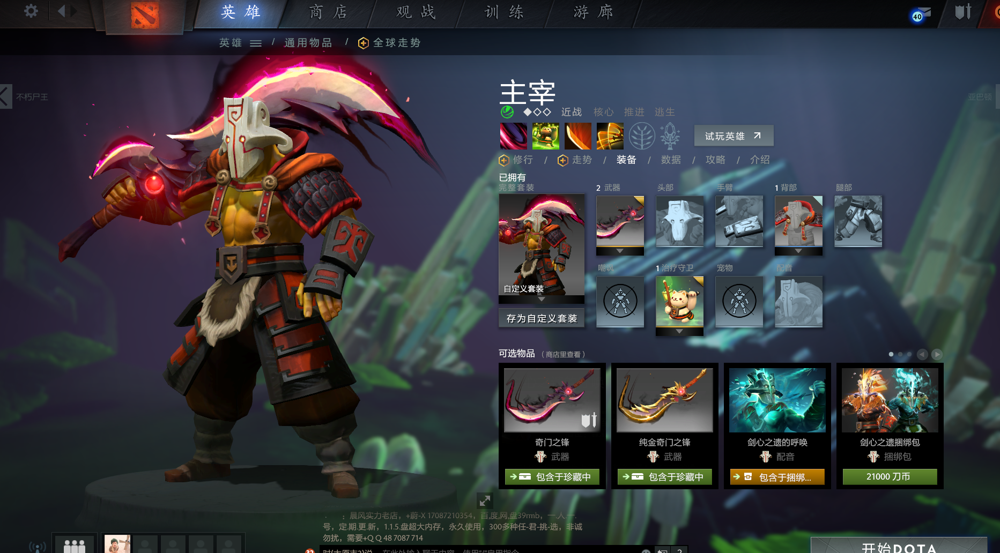 英雄
商店
观战
训练
游廊
40
英雄 / 通用物品 / 全球走势
不朽尸王
亚巴顿
主宰
近战 核心 推进 逃生
试玩英雄
修行 / 走势 / 装备 / 数据 / 攻略 / 介绍
已拥有
完整套装
2 武器
头部
手臂
1 背部
腿部
自定义套装
存为自定义套装
嘲讽
1 治疗守卫
宠物
配音
可选物品 （商店里查看）
奇门之锋
武器
包含于珍藏中
纯金奇门之锋
武器
包含于珍藏中
剑心之遗的呼唤
配音
包含于捆绑...
剑心之遗捆绑包
捆绑包
21000 刀币
：晨风实力老店，+蔚-X 17087210354，百,度,网,盘39rmb，一.人.一.
号，定.期.更.新，1.1.5.盘超大内存，永久使用，300多种任-君-挑-选，非诚
勿扰，需要+Q Q 48 7087 714
开始DOTA